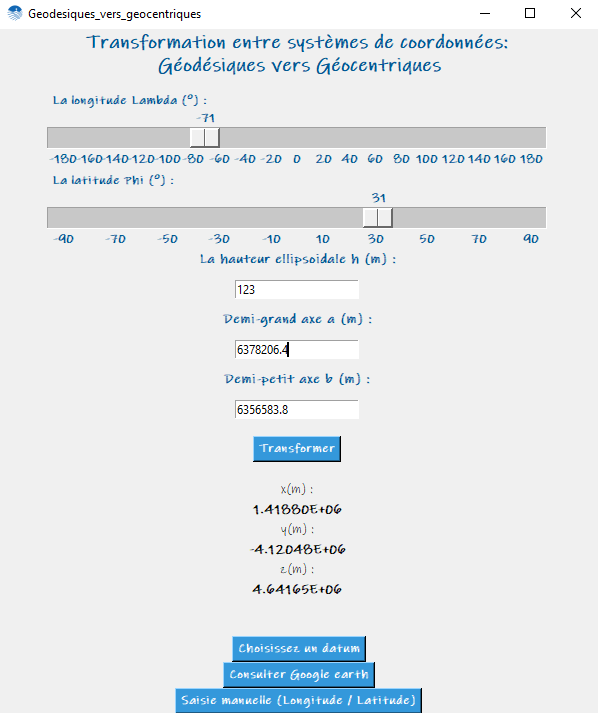 Geodesiques_vers_geocentriques
Transformation entre systèmes de coordonnées:
Géodésiques vers Géocentriques
La longitude Lambda (°) :
-71
-180-160-140-120-100-80 -60 -40 -20 0 20 40 60 80 100 120 140 160 180
La latitude Phi (°) :
31
-90 -70 -50 -30 -10 10 30 50 70 90
La hauteur ellipsoïdale h (m) :
123
Demi-grand axe a (m) :
6378206.4
Demi-petit axe b (m) :
6356583.8
Transformer
x(m) :
1.41880E+06
y(m) :
-4.12048E+06
z(m) :
4.64165E+06
Choisissez un datum
Consulter Google earth
Saisie manuelle (Longitude / Latitude)